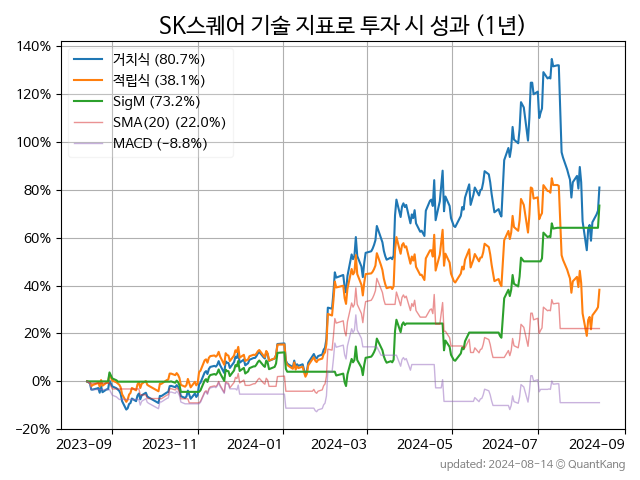 SK스퀘어 기술 지표로 투자 시 성과 (1년)
140%
120%
100%
80%
60%
40%
20%
0%
−20%
거치식 (80.7%)
적립식 (38.1%)
SigM (73.2%)
SMA(20) (22.0%)
MACD (−8.8%)
2023-09 2023-11 2024-01 2024-03 2024-05 2024-07 2024-09
updated: 2024-08-14 © QuantKang